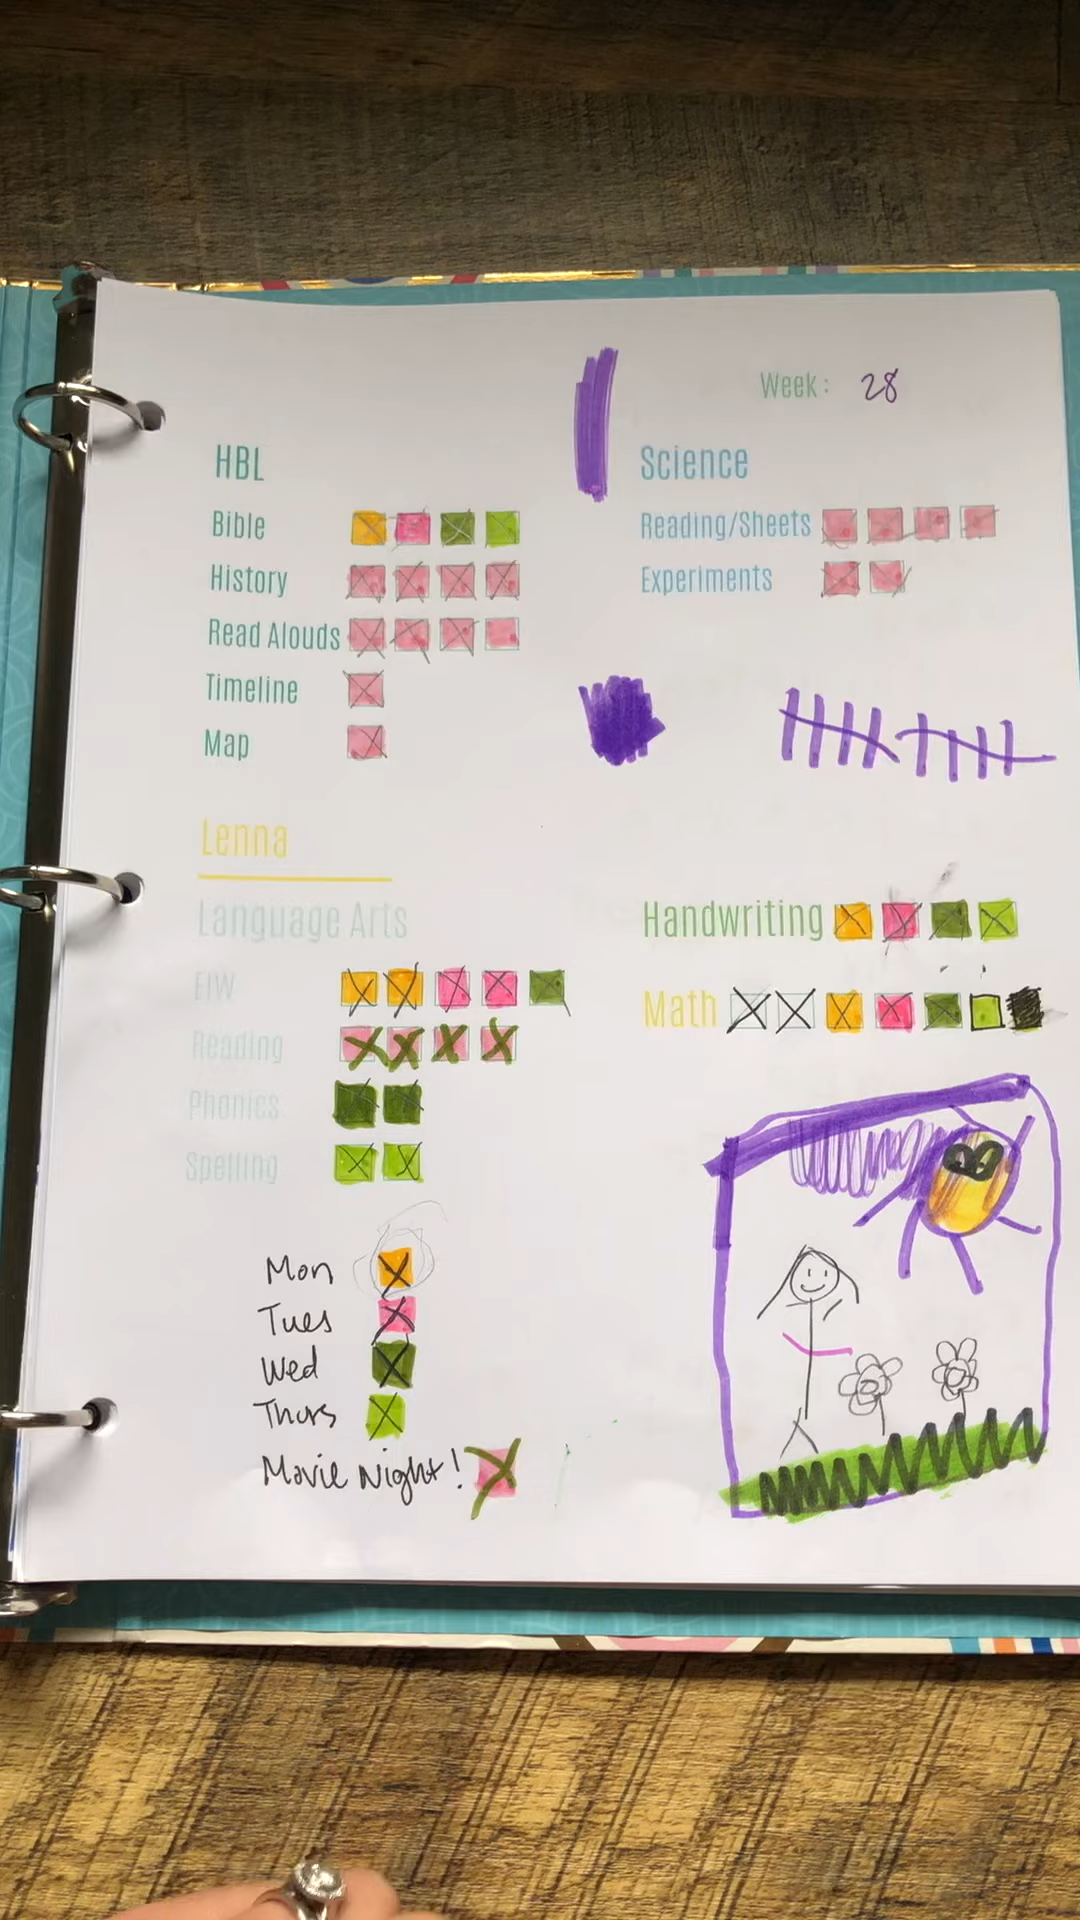 Week: 28
HBL
Bible
History
Read Alouds
Timeline
Map
Science
Reading/Sheets
Experiments
Lenna
Language Arts
EIW
Reading
Phonics
Spelling
Handwriting
Math
Mon
Tues
Wed
Thurs
Movie Night!